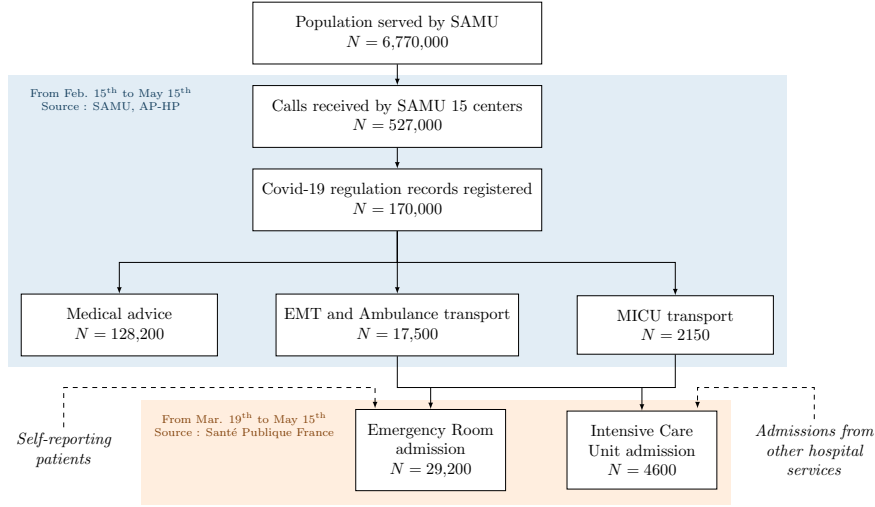 Population served by SAMU
N = 6,770,000
From Feb. 15th to May 15th
Source : SAMU, AP-HP
Calls received by SAMU 15 centers
N = 527,000
Covid-19 regulation records registered
N = 170,000
Medical advice
N = 128,200
EMT and Ambulance transport
N = 17,500
MICU transport
N = 2150
Self-reporting
patients
From Mar. 19th to May 15th
Source : Santé Publique France
Emergency Room
admission
N = 29,200
Intensive Care
Unit admission
N = 4600
Admissions from
other hospital
services